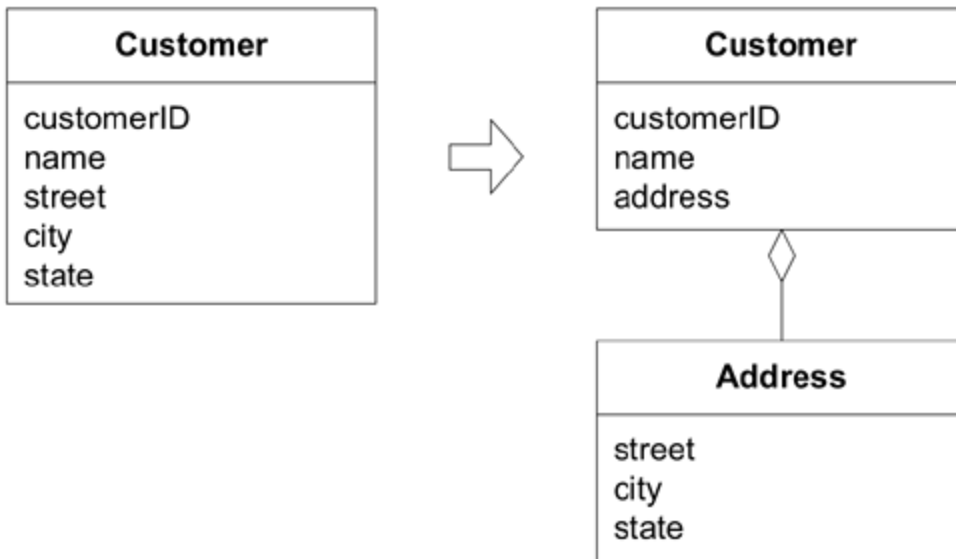 Customer
customerID
name
street
city
state
Customer
customerID
name
address
Address
street
city
state